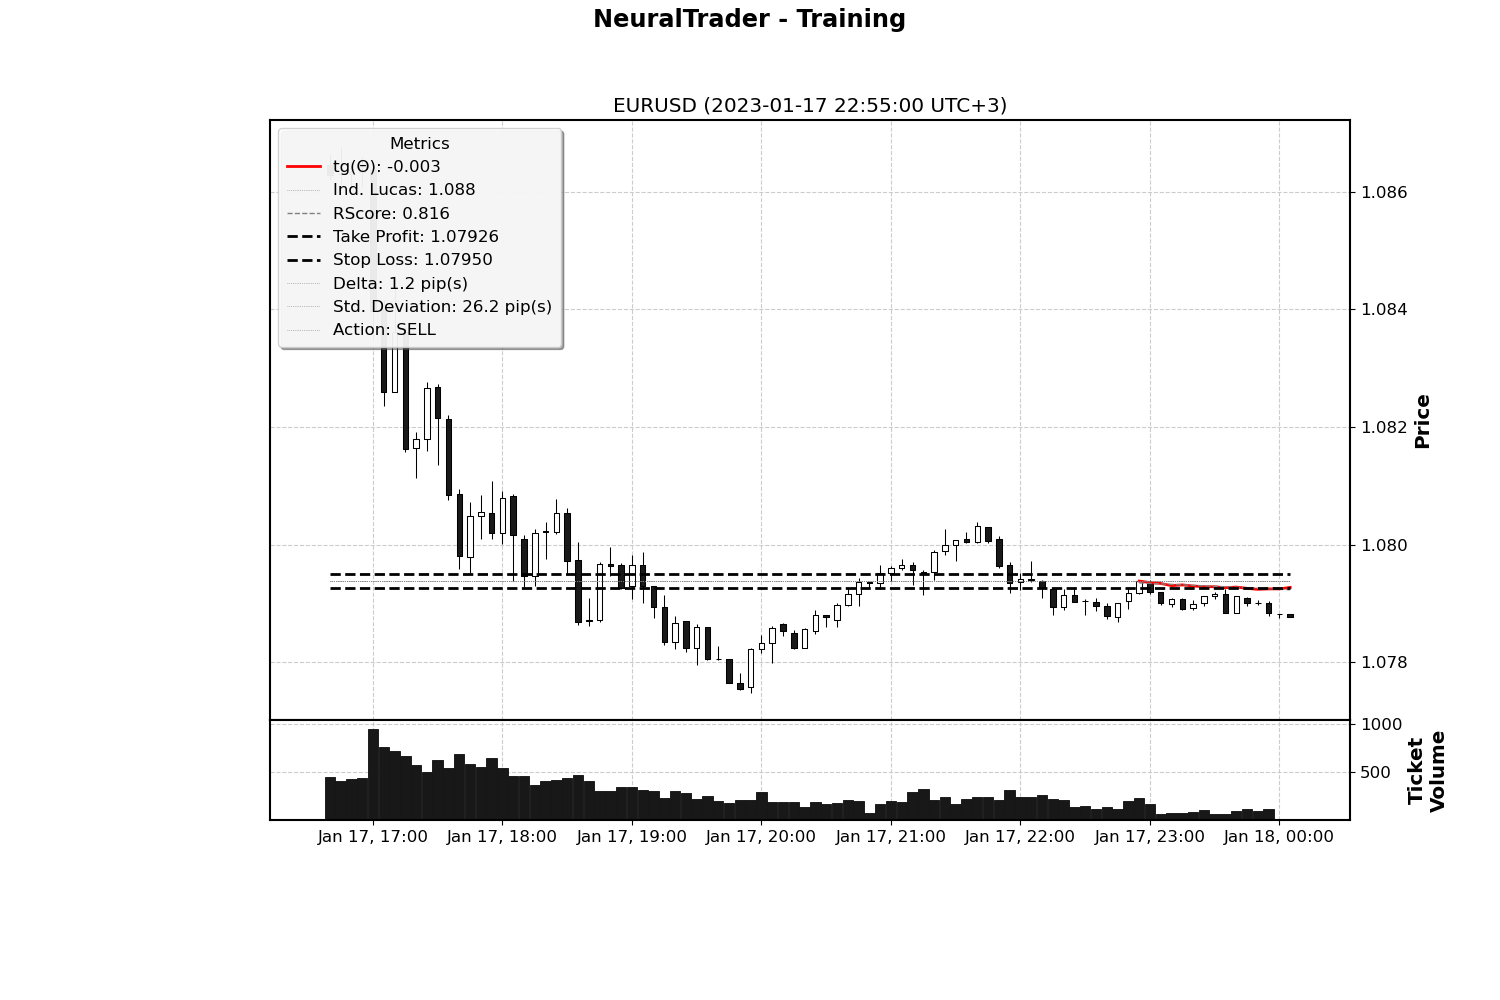 NeuralTrader - Training
EURUSD (2023-01-17 22:55:00 UTC+3)
Metrics
tg(Θ): -0.003
Ind. Lucas: 1.088
RScore: 0.816
Take Profit: 1.07926
Stop Loss: 1.07950
Delta: 1.2 pip(s)
Std. Deviation: 26.2 pip(s)
Action: SELL
1.086
1.084
1.082
1.080
1.078
Price
1000
500
Ticket
Volume
Jan 17, 17:00 Jan 17, 18:00 Jan 17, 19:00 Jan 17, 20:00 Jan 17, 21:00 Jan 17, 22:00 Jan 17, 23:00 Jan 18, 00:00